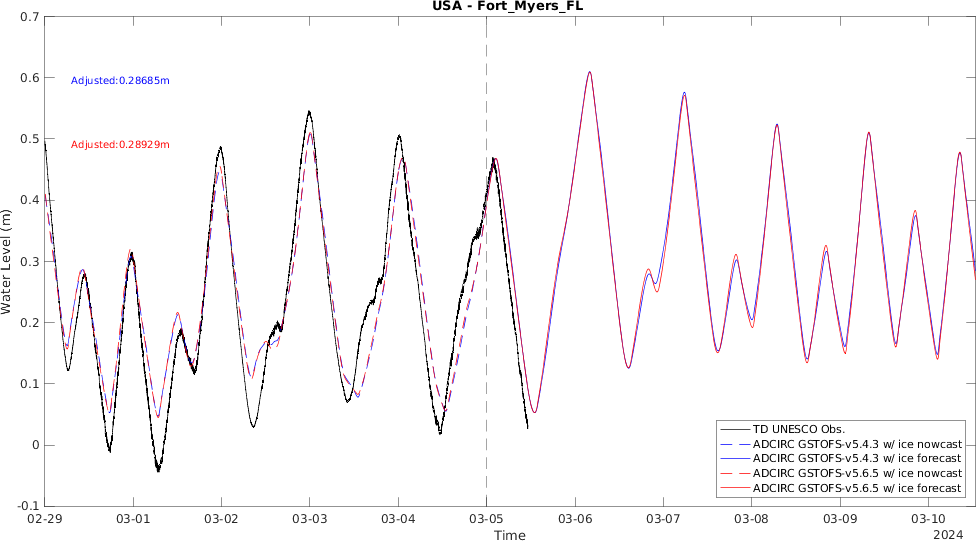 USA - Fort_Myers_FL
0.7
0.6
0.5
0.4
0.3
0.2
0.1
0
-0.1
Water Level (m)
Adjusted:0.28685m
Adjusted:0.28929m
TD UNESCO Obs.
ADCIRC GSTOFS-v5.4.3 w/ ice nowcast
ADCIRC GSTOFS-v5.4.3 w/ ice forecast
ADCIRC GSTOFS-v5.6.5 w/ ice nowcast
ADCIRC GSTOFS-v5.6.5 w/ ice forecast
02-29 03-01 03-02 03-03 03-04 03-05 03-06 03-07 03-08 03-09 03-10
Time
2024